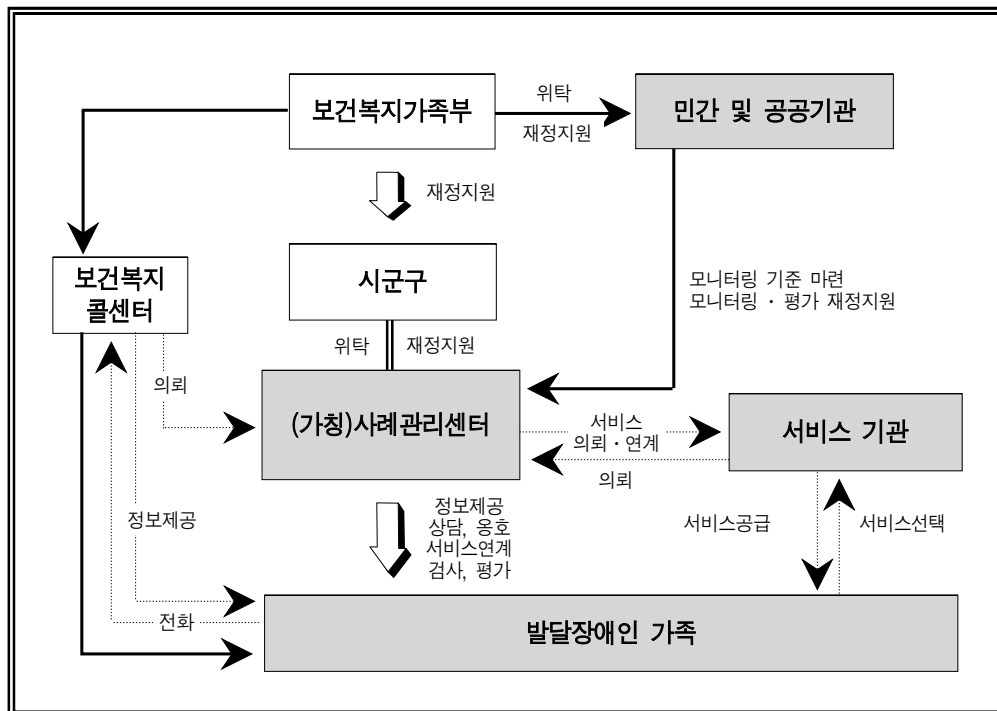 보건복지가족부
위탁
재정지원
민간 및 공공기관
재정지원
보건복지
콜센터
시군구
모니터링 기준 마련
모니터링 · 평가 재정지원
위탁
재정지원
의뢰
(가칭)사례관리센터
서비스
의뢰 · 연계
의뢰
서비스 기관
정보제공
정보제공
상담, 옹호
서비스연계
검사, 평가
서비스공급
서비스선택
전화
발달장애인 가족